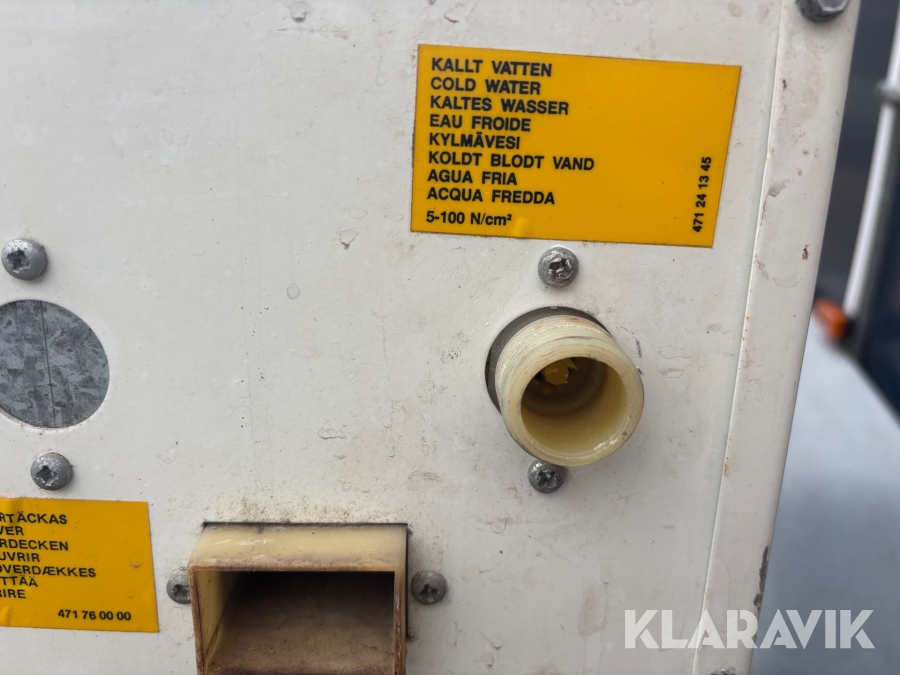 KALLT VATTEN
COLD WATER
KALTES WASSER
EAU FROIDE
KYLMÄVESI
KOLDT BLODT VAND
AGUA FRIA
ACQUA FREDDA
5-100 N/cm²
471 24 13 45
RTÄCKAS
VER
RDECKEN
UVRIR
OVERDÆKKES
TTÄÄ
RIRE
471 76 00 00
KLARAVIK